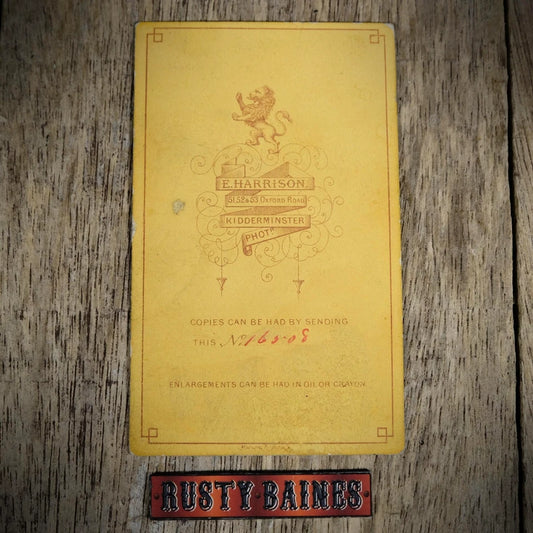 E. HARRISON.
51.52 & 53. OXFORD ROAD
KIDDERMINSTER
PHOTR
COPIES CAN BE HAD BY SENDING
THIS No 16508
ENLARGEMENTS CAN BE HAD IN OIL OR CRAYON.
RUSTY·BAINES